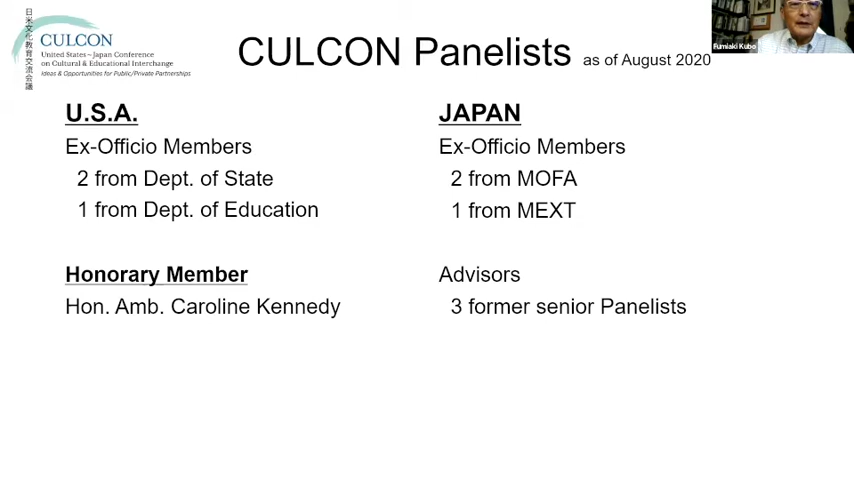 日米文化教育交流会議
CULCON
United States–Japan Conference
on Cultural & Educational Interchange
Ideas & Opportunities for Public/Private Partnerships
CULCON Panelists as of August 2020
Fumiaki Kubo
U.S.A.
Ex-Officio Members
2 from Dept. of State
1 from Dept. of Education
Honorary Member
Hon. Amb. Caroline Kennedy
JAPAN
Ex-Officio Members
2 from MOFA
1 from MEXT
Advisors
3 former senior Panelists